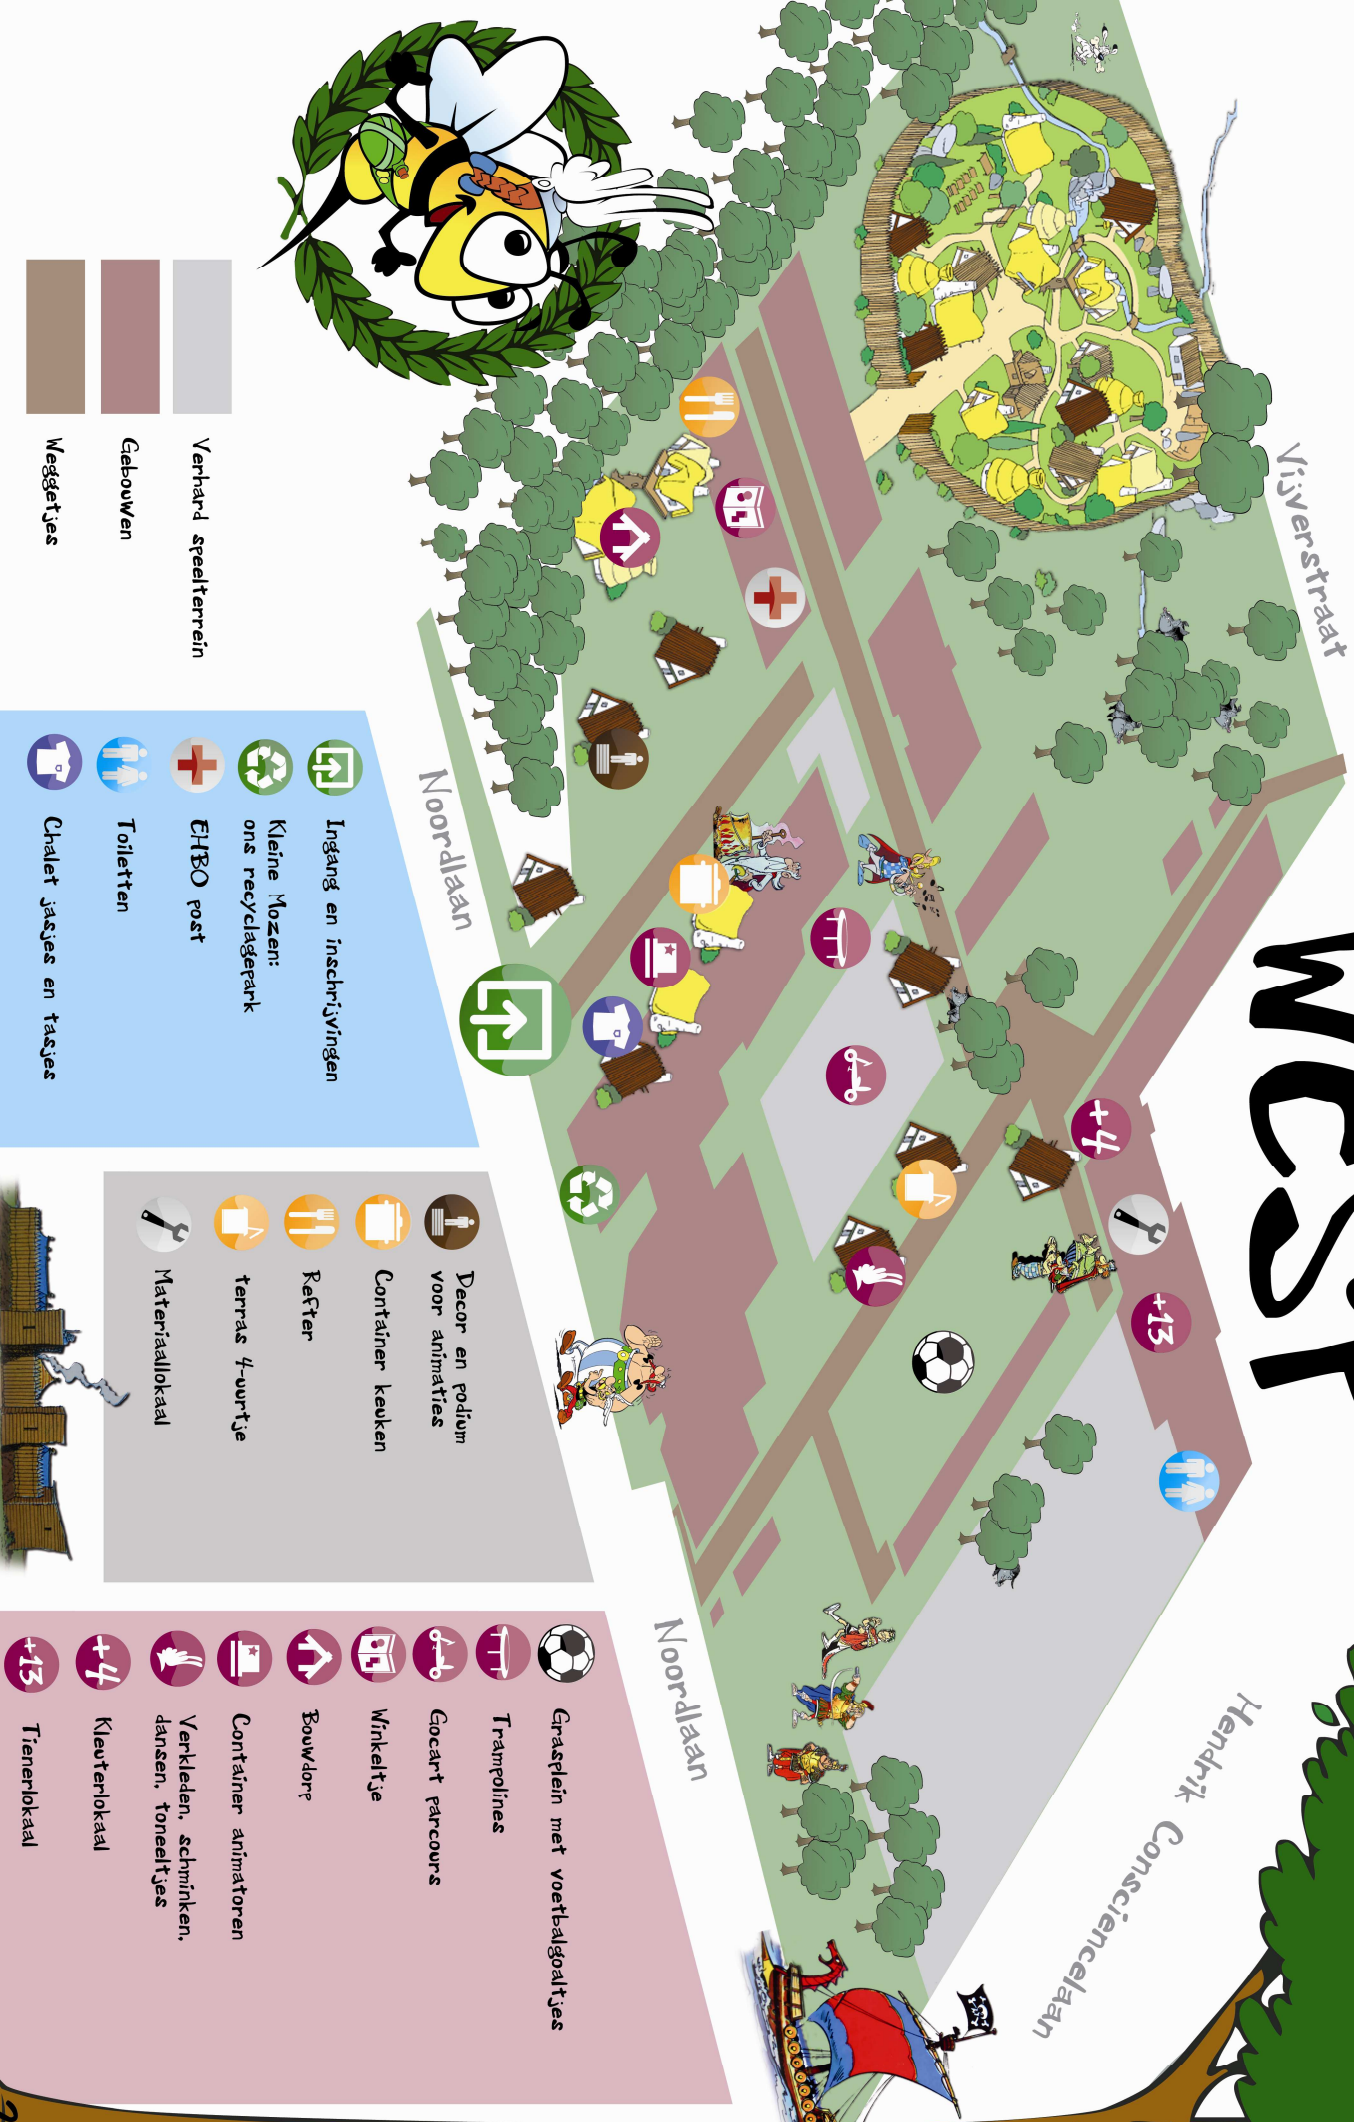 WEST
Vijverstraat
Noordlaan
Hendrik Consciencelaan
Noordlaan
+4
+13
Verhard speelterrein
Gebouwen
Weggetjes
Ingang en inschrijvingen
Kleine Mozen:
ons recyclagepark
EHBO post
Toiletten
Chalet jasjes en tasjes
Decor en podium
voor animaties
Container keuken
Refter
terras 4-uurtje
Materiaallokaal
Grasplein met voetbalgoaltjes
Trampolines
Gocart parcours
Winkeltje
Bouwdorp
Container animatoren
Verkleden, schminken,
dansen, toneeltjes
+4 Kleuterlokaal
+13 Tienerlokaal